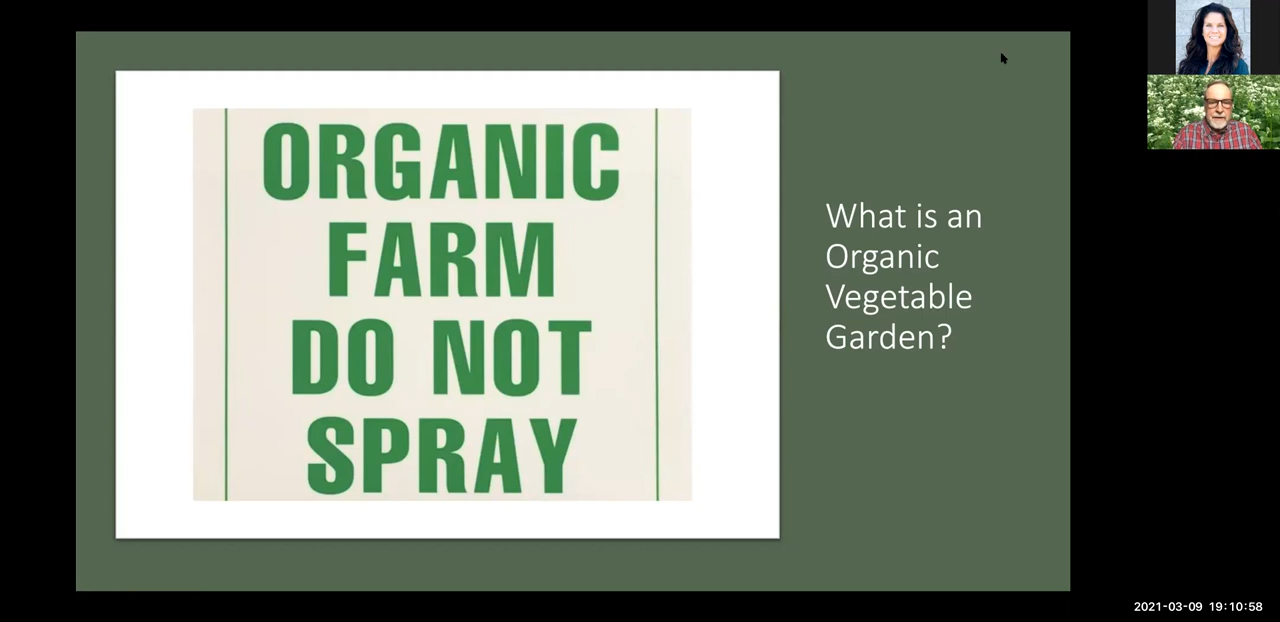 ORGANIC
FARM
DO NOT
SPRAY
What is an
Organic
Vegetable
Garden?
2021-03-09 19:10:58